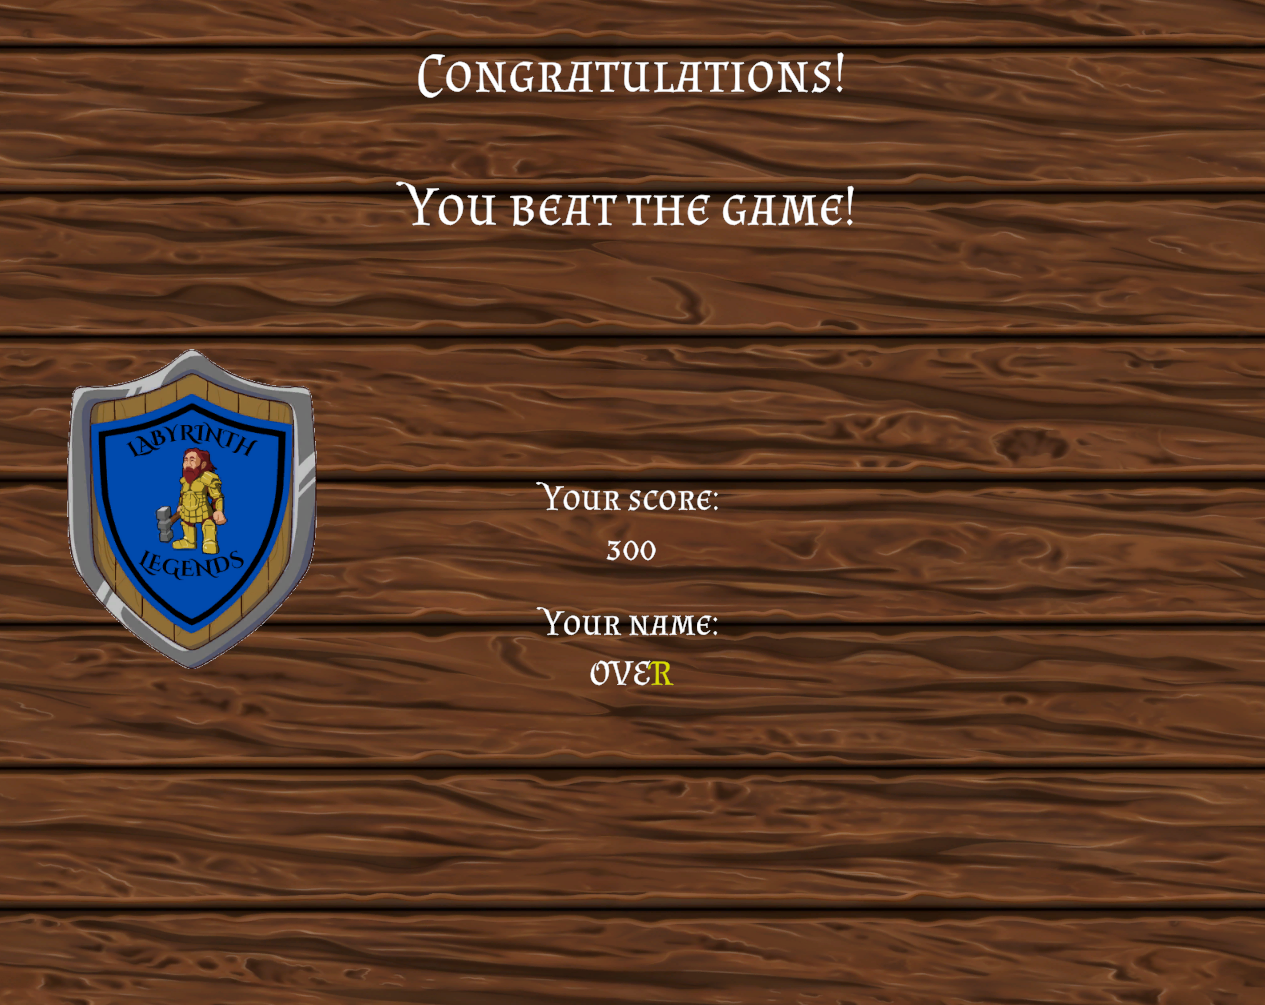 Congratulations!
You beat the game!
LABYRINTH
LEGENDS
Your score:
300
Your name:
OVER